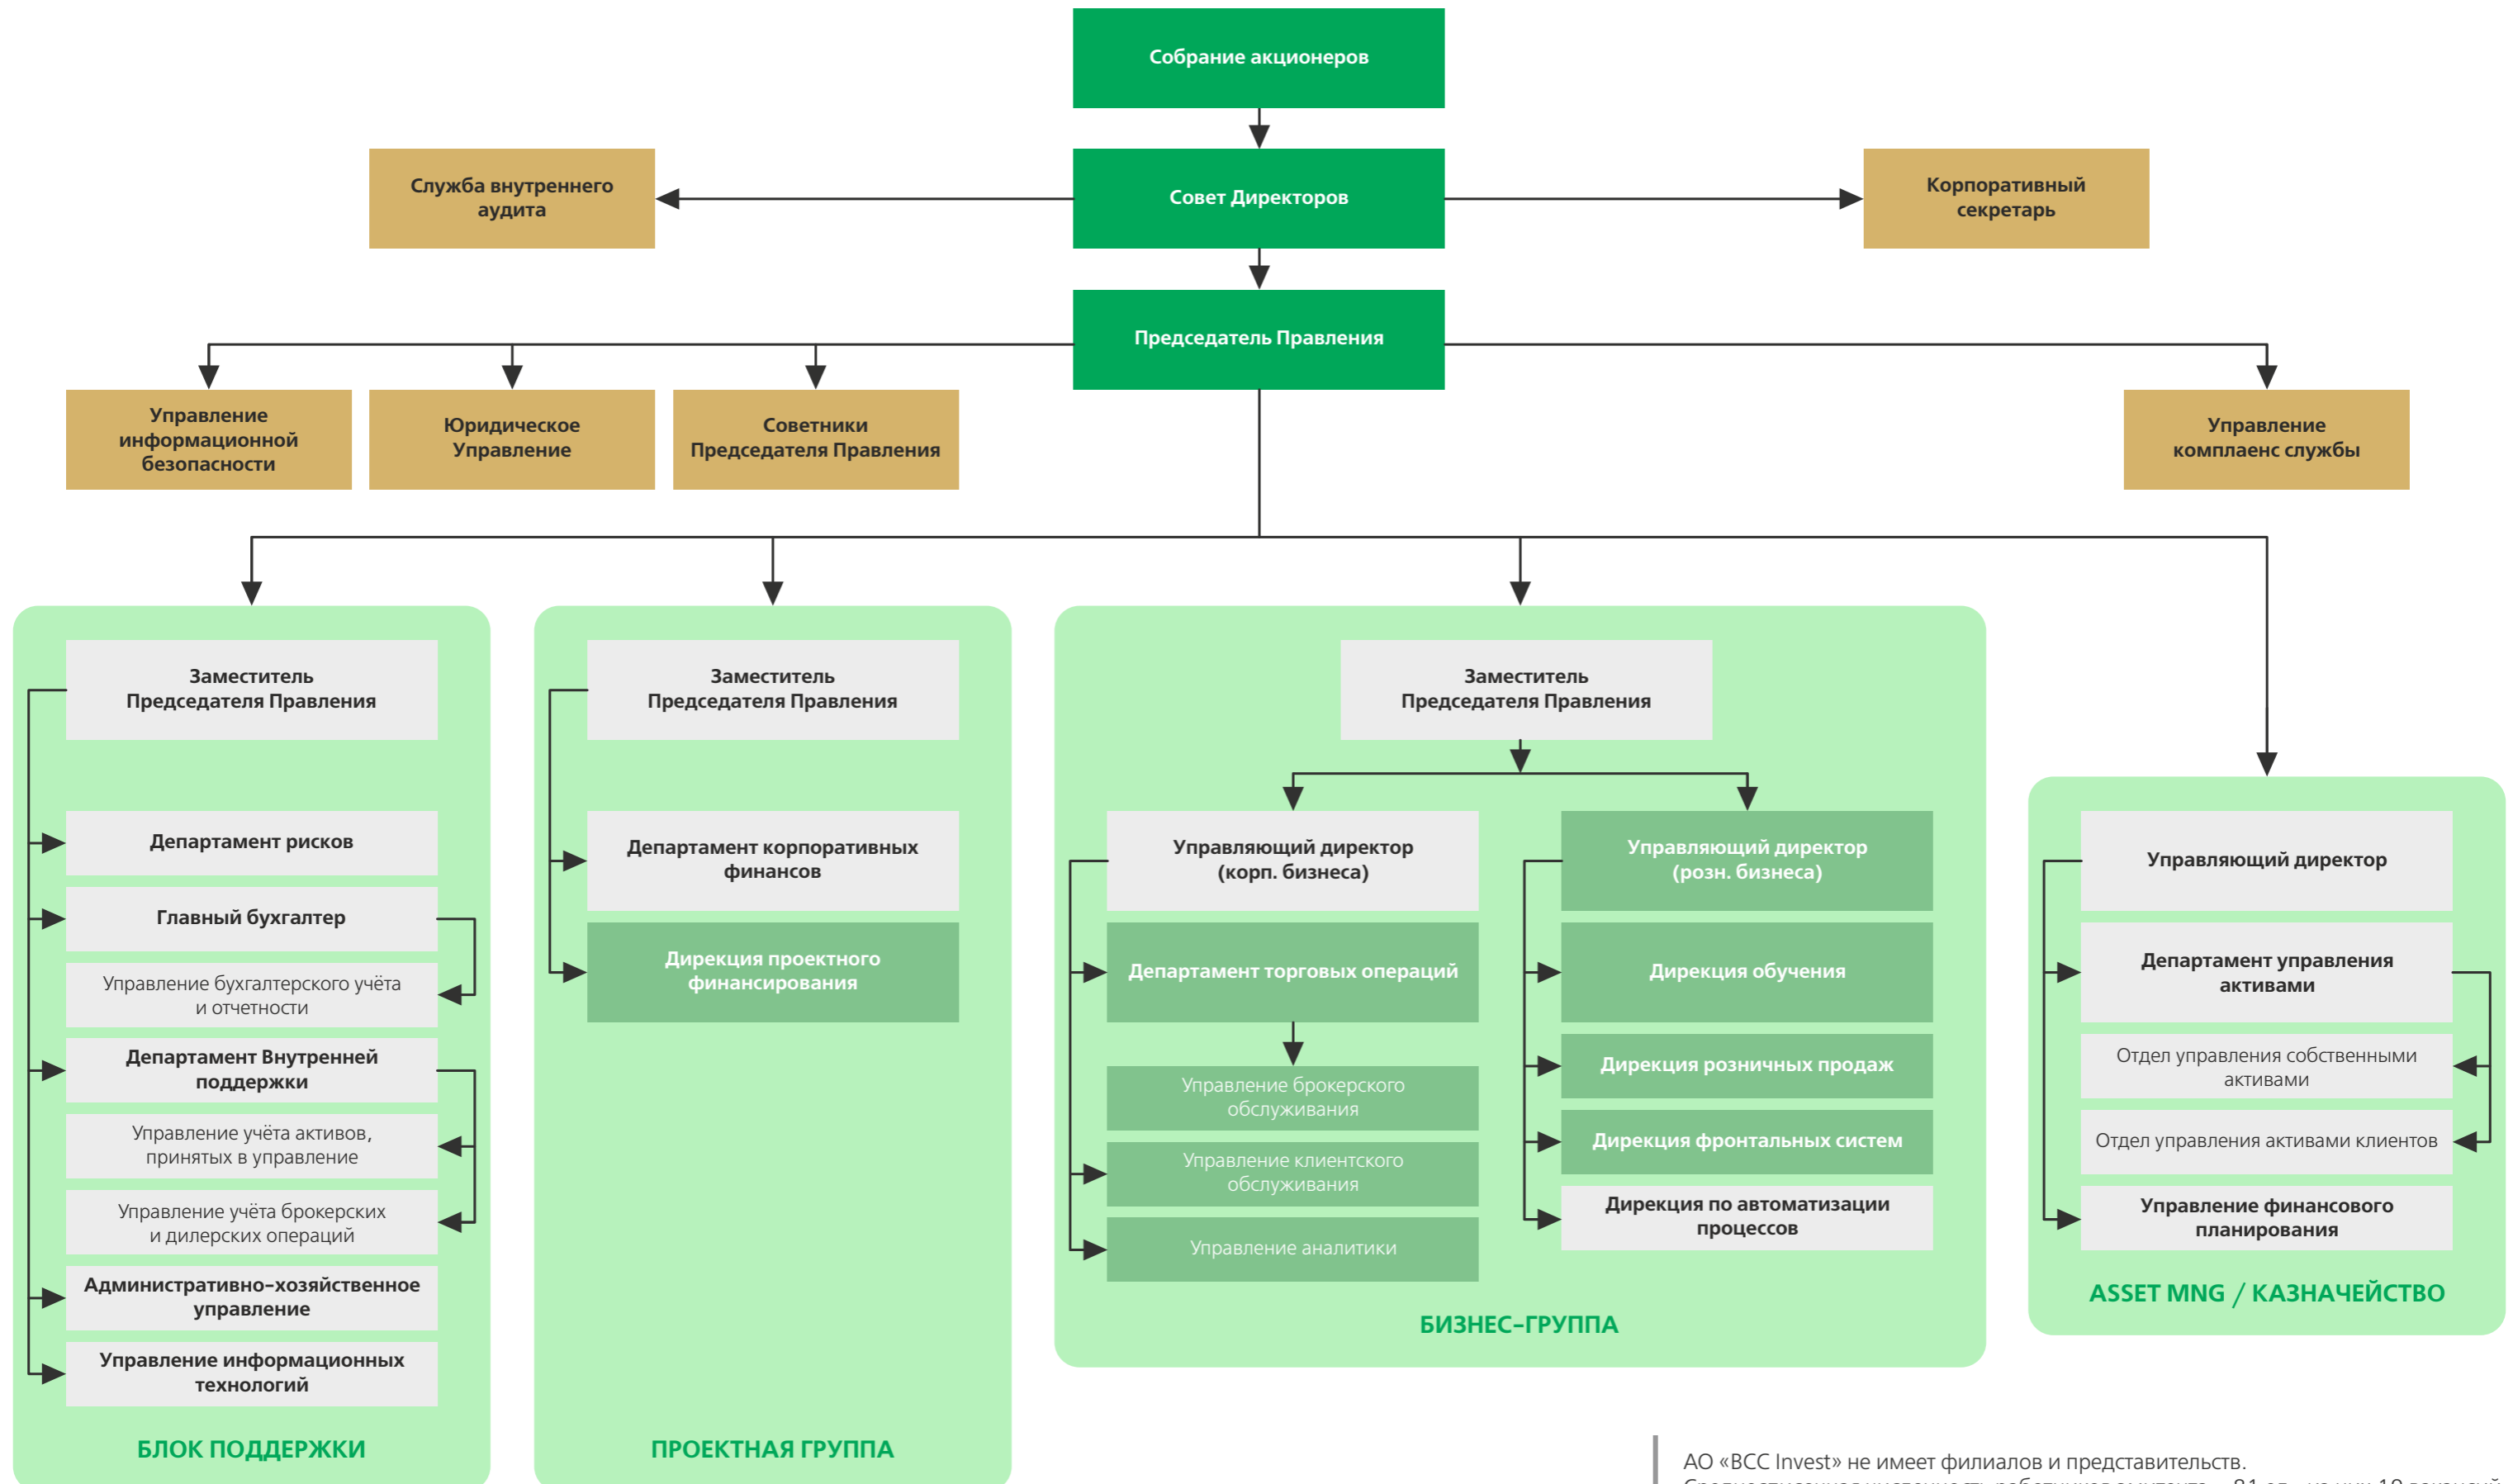 Собрание акционеров
Служба внутреннего
аудита
Совет Директоров
Корпоративный
секретарь
Председатель Правления
Управление
информационной
безопасности
Юридическое
Управление
Советники
Председателя Правления
Управление
комплаенс службы
Заместитель
Председателя Правления
Департамент рисков
Главный бухгалтер
Управление бухгалтерского учёта
и отчетности
Департамент Внутренней
поддержки
Управление учёта активов,
принятых в управление
Управление учёта брокерских
и дилерских операций
Административно-хозяйственное
управление
Управление информационных
технологий
БЛОК ПОДДЕРЖКИ
Заместитель
Председателя Правления
Департамент корпоративных
финансов
Дирекция проектного
финансирования
ПРОЕКТНАЯ ГРУППА
Заместитель
Председателя Правления
Управляющий директор
(корп. бизнеса)
Департамент торговых операций
Управление брокерского
обслуживания
Управление клиентского
обслуживания
Управление аналитики
Управляющий директор
(розн. бизнеса)
Дирекция обучения
Дирекция розничных продаж
Дирекция фронтальных систем
Дирекция по автоматизации
процессов
БИЗНЕС-ГРУППА
Управляющий директор
Департамент управления
активами
Отдел управления собственными
активами
Отдел управления активами клиентов
Управление финансового
планирования
ASSET MNG / КАЗНАЧЕЙСТВО
АО «BCC Invest» не имеет филиалов и представительств.